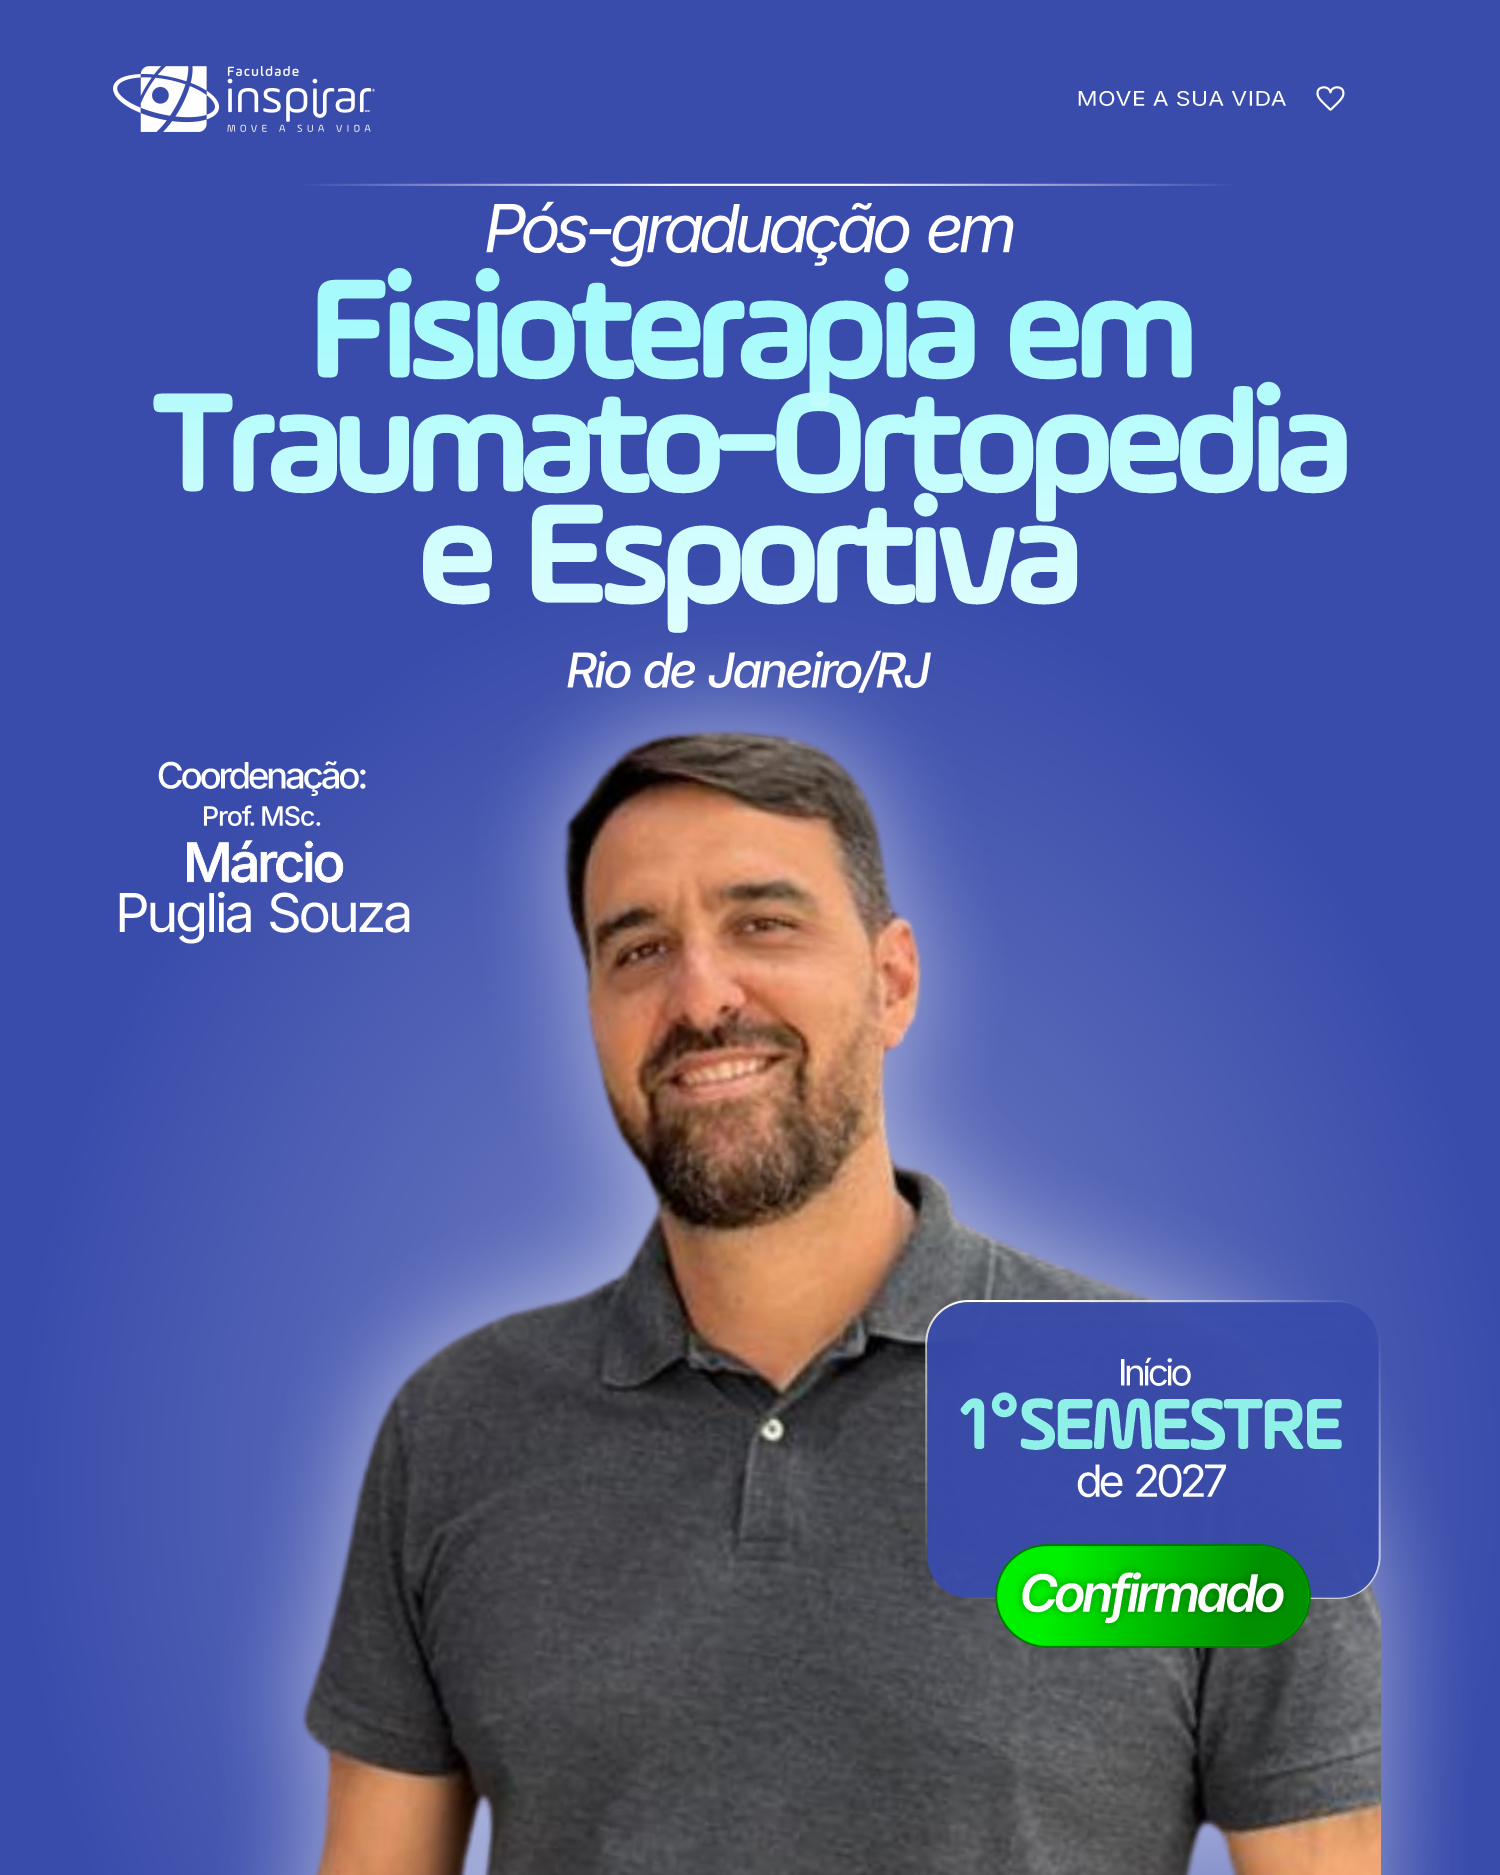 Faculdade
inspirar
MOVE A SUA VIDA
MOVE A SUA VIDA
Pós-graduação em
Fisioterapia em
Traumato-Ortopedia
e Esportiva
Rio de Janeiro/RJ
Coordenação:
Prof. MSc.
Márcio
Puglia Souza
Início
1°SEMESTRE
de 2027
Confirmado